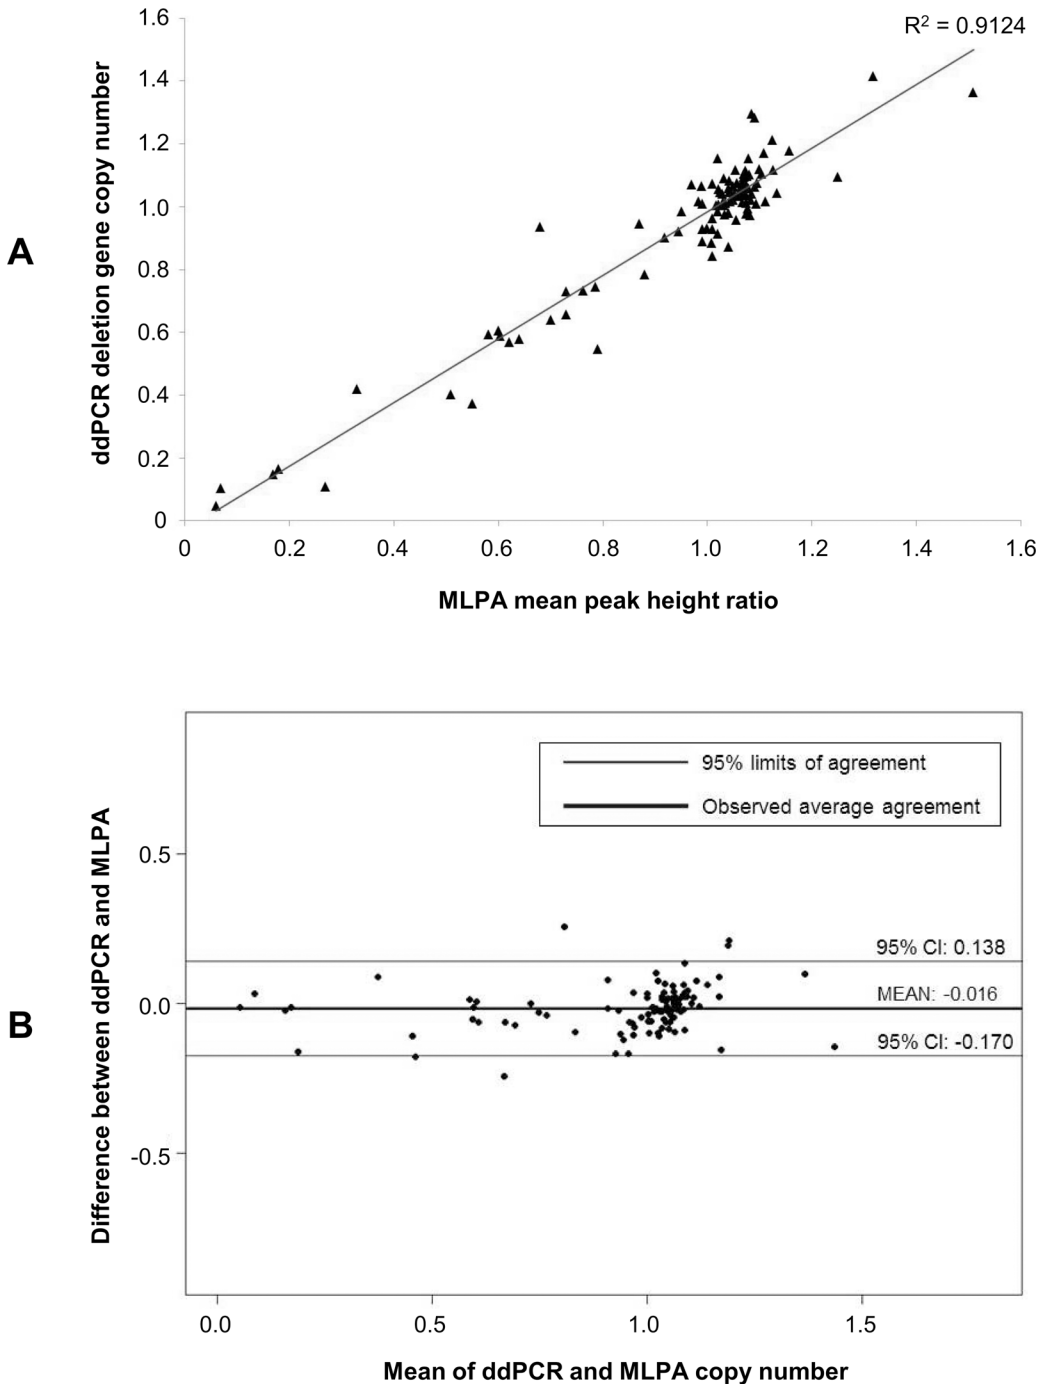 A
R² = 0.9124
ddPCR deletion gene copy number
1.6
1.4
1.2
1.0
0.8
0.6
0.4
0.2
0
0 0.2 0.4 0.6 0.8 1.0 1.2 1.4 1.6
MLPA mean peak height ratio
B
Difference between ddPCR and MLPA
95% limits of agreement
Observed average agreement
0.5
95% CI: 0.138
MEAN: -0.016
0.0
95% CI: -0.170
-0.5
0.0 0.5 1.0 1.5
Mean of ddPCR and MLPA copy number